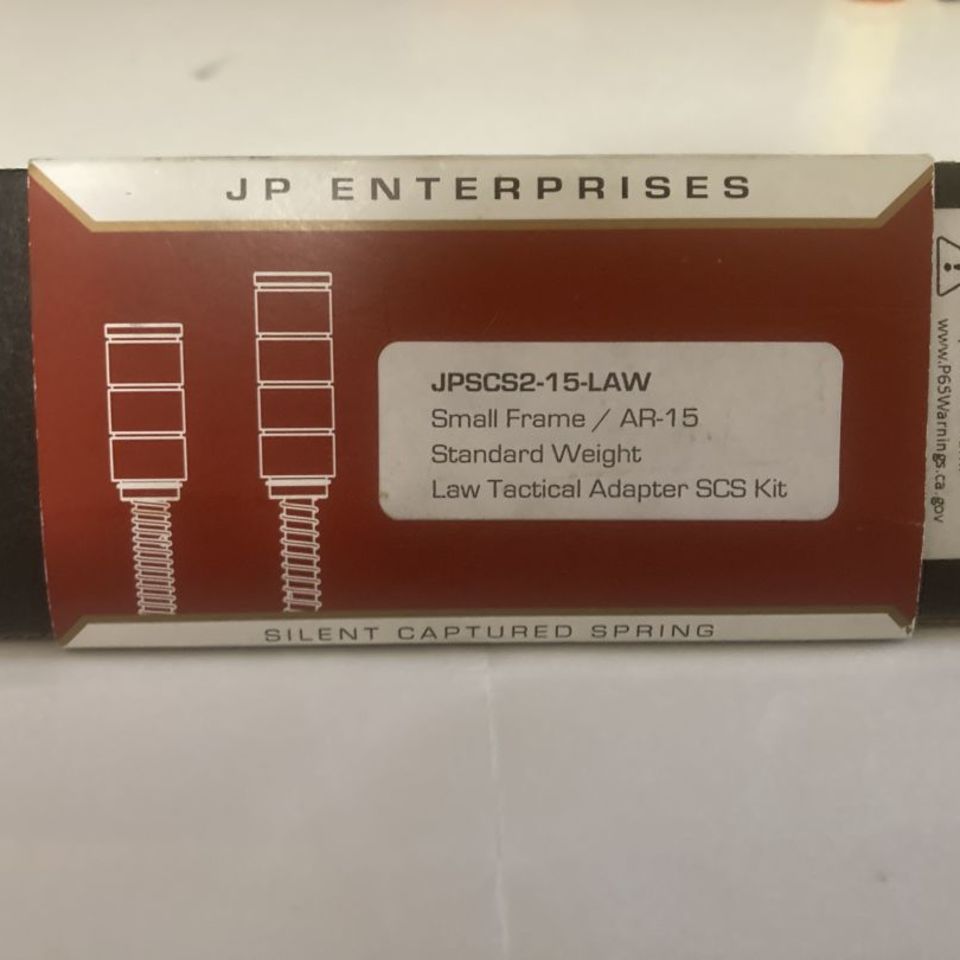 JP ENTERPRISES
JPSCS2-15-LAW
Small Frame / AR-15
Standard Weight
Law Tactical Adapter SCS Kit
SILENT CAPTURED SPRING
www.P65Warnings.ca.gov